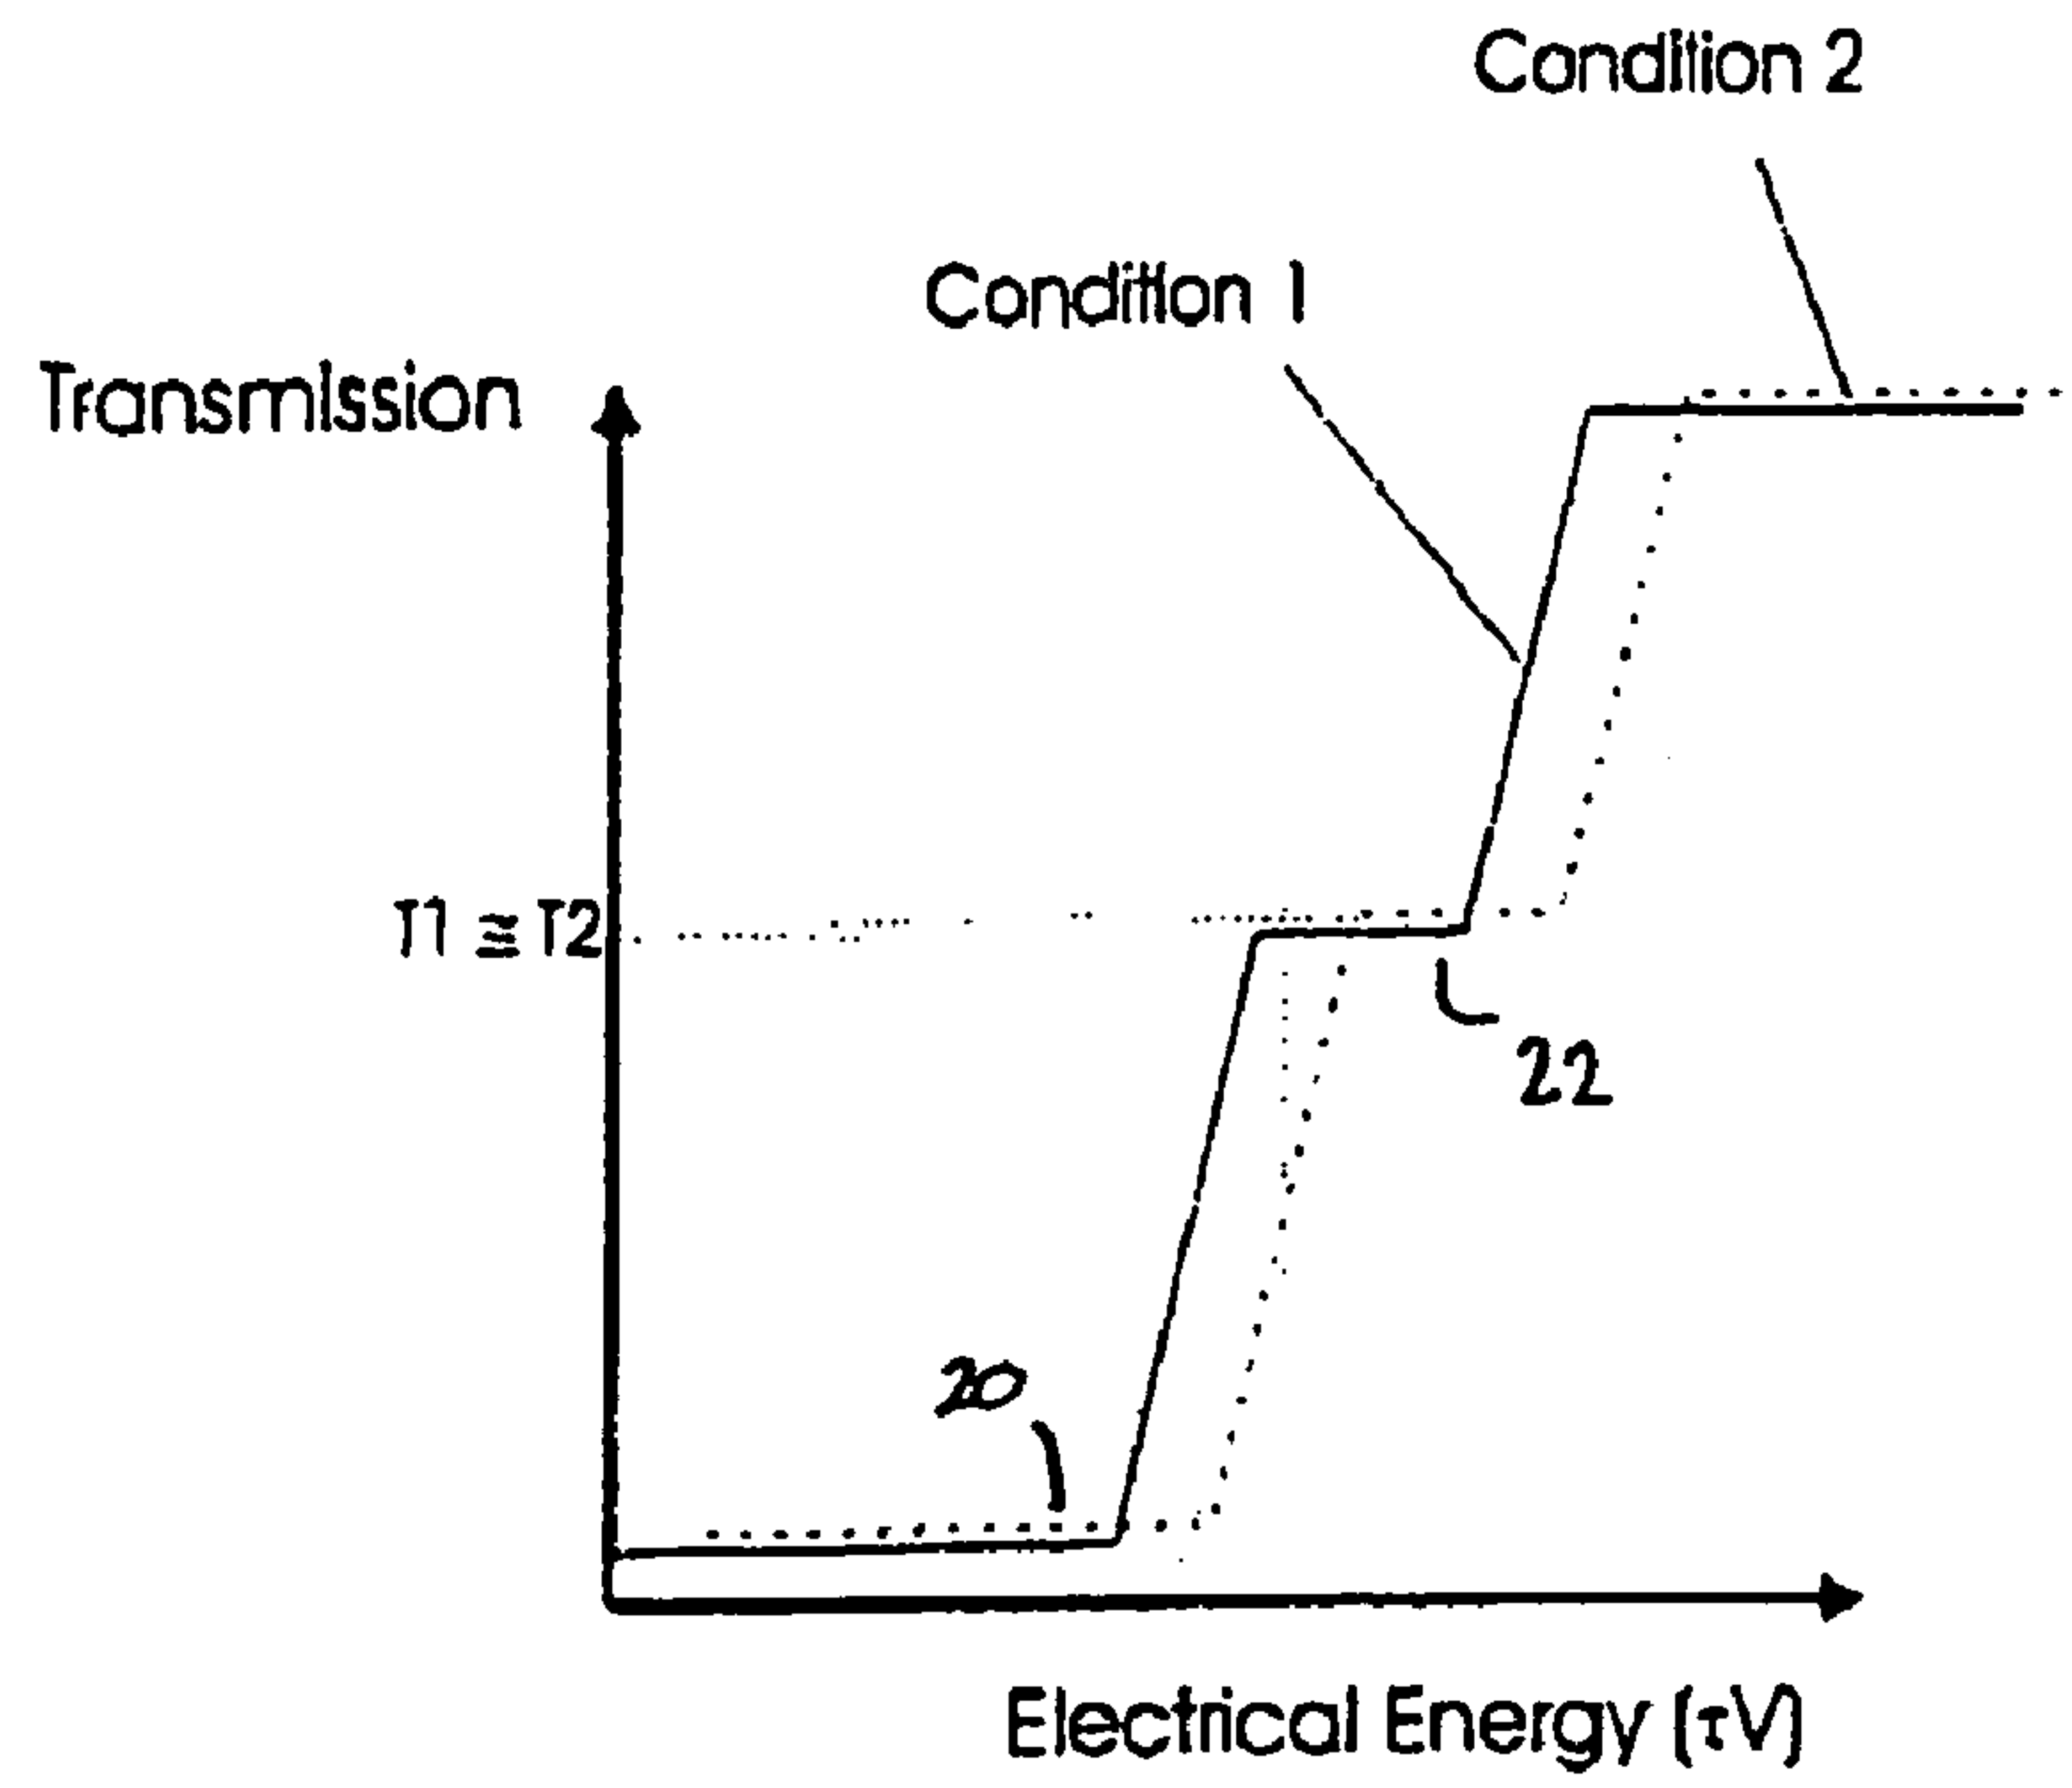 Condition 2
Condition 1
Transmission
T1 ≊ T2
22
20
Electrical Energy (τV)